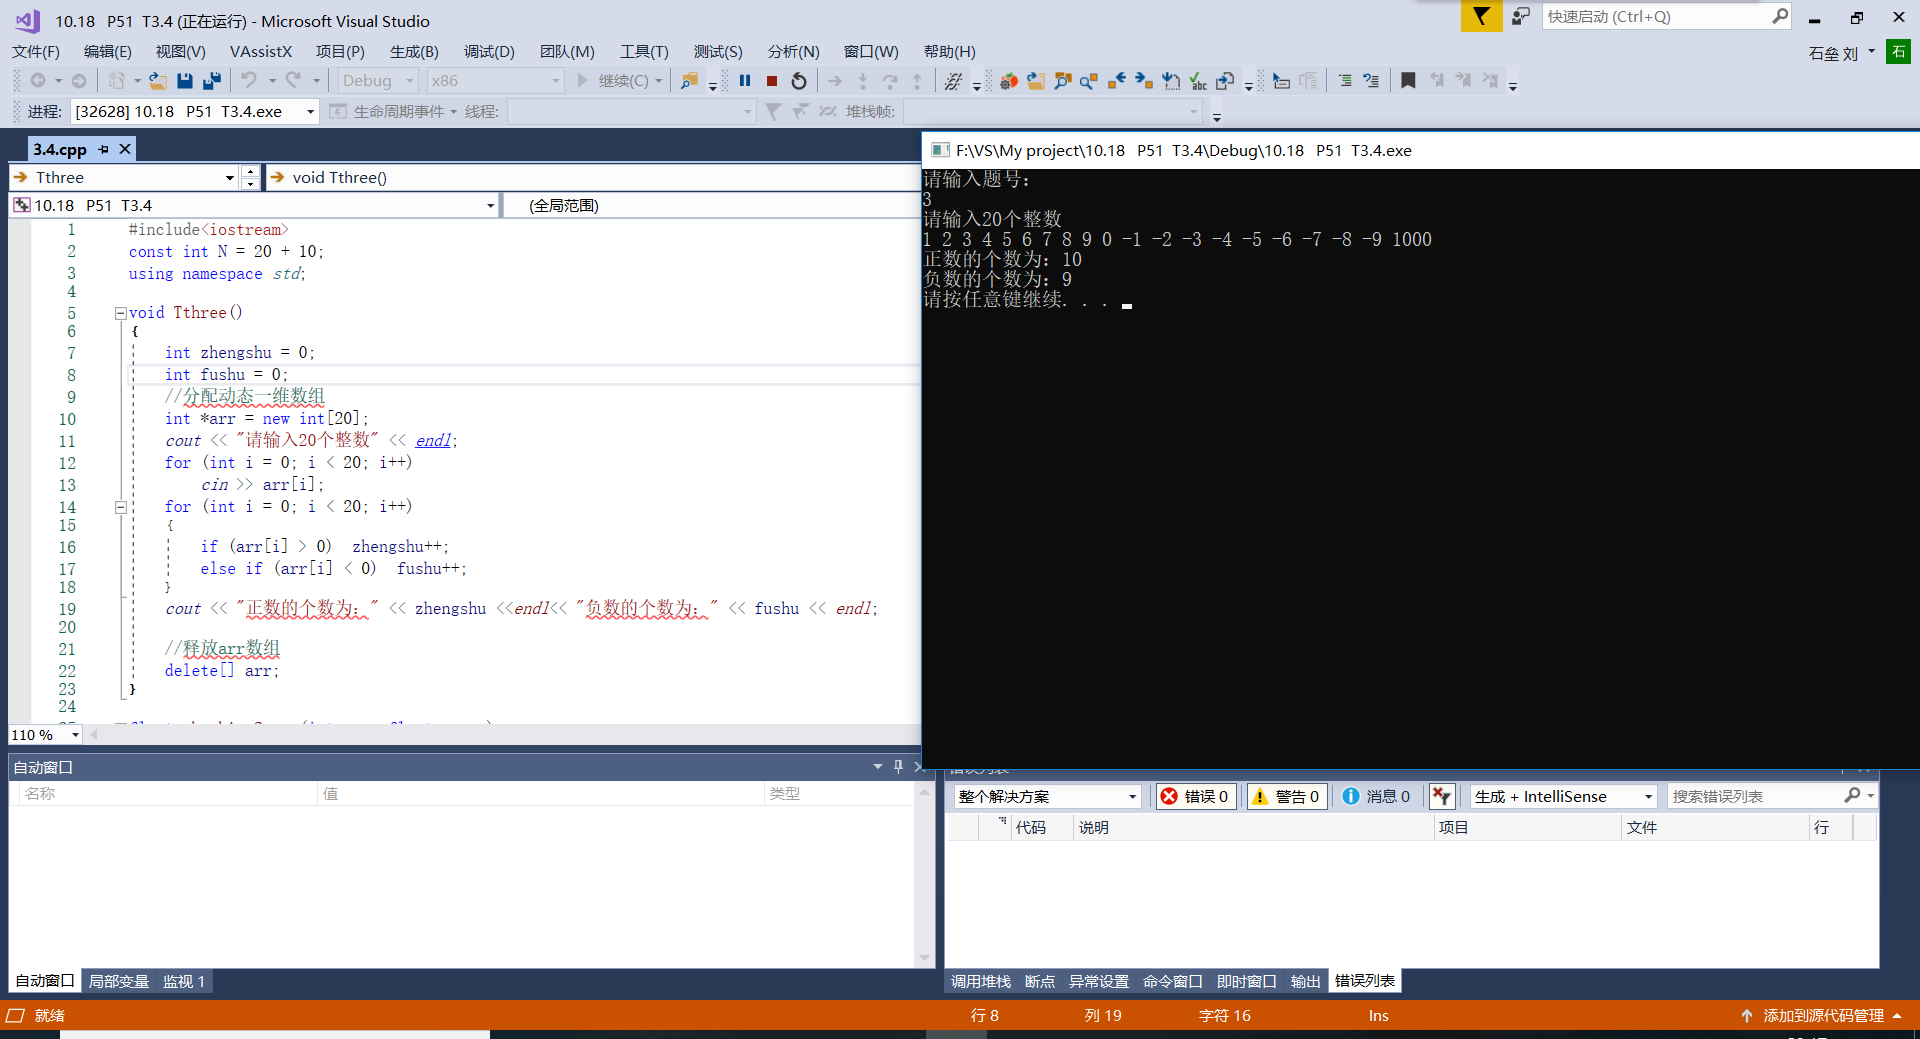 10.18 P51 T3.4 (正在运行) - Microsoft Visual Studio
快速启动 (Ctrl+Q)
文件(F) 编辑(E) 视图(V) VAssistX 项目(P) 生成(B) 调试(D) 团队(M) 工具(T) 测试(S) 分析(N) 窗口(W) 帮助(H)
石垒 刘 石
Debug x86 继续(C)
进程: [32628] 10.18 P51 T3.4.exe 生命周期事件 线程: 堆栈帧:
3.4.cpp
Tthree void Tthree()
10.18 P51 T3.4 (全局范围)
1 #include<iostream>
2 const int N = 20 + 10;
3 using namespace std;
4
5 void Tthree()
6 {
7 int zhengshu = 0;
8 int fushu = 0;
9 //分配动态一维数组
10 int *arr = new int[20];
11 cout << "请输入20个整数" << endl;
12 for (int i = 0; i < 20; i++)
13 cin >> arr[i];
14 for (int i = 0; i < 20; i++)
15 {
16 if (arr[i] > 0) zhengshu++;
17 else if (arr[i] < 0) fushu++;
18 }
19 cout << "正数的个数为：" << zhengshu <<endl<< "负数的个数为：" << fushu << endl;
20
21 //释放arr数组
22 delete[] arr;
23 }
24
110 %
F:\VS\My project\10.18 P51 T3.4\Debug\10.18 P51 T3.4.exe
请输入题号：
3
请输入20个整数
1 2 3 4 5 6 7 8 9 0 -1 -2 -3 -4 -5 -6 -7 -8 -9 1000
正数的个数为：10
负数的个数为：9
请按任意键继续. . .
自动窗口
名称 值 类型
自动窗口 局部变量 监视 1
错误列表
整个解决方案 错误 0 警告 0 消息 0 生成 + IntelliSense 搜索错误列表
代码 说明 项目 文件 行
调用堆栈 断点 异常设置 命令窗口 即时窗口 输出 错误列表
就绪 行 8 列 19 字符 16 Ins 添加到源代码管理